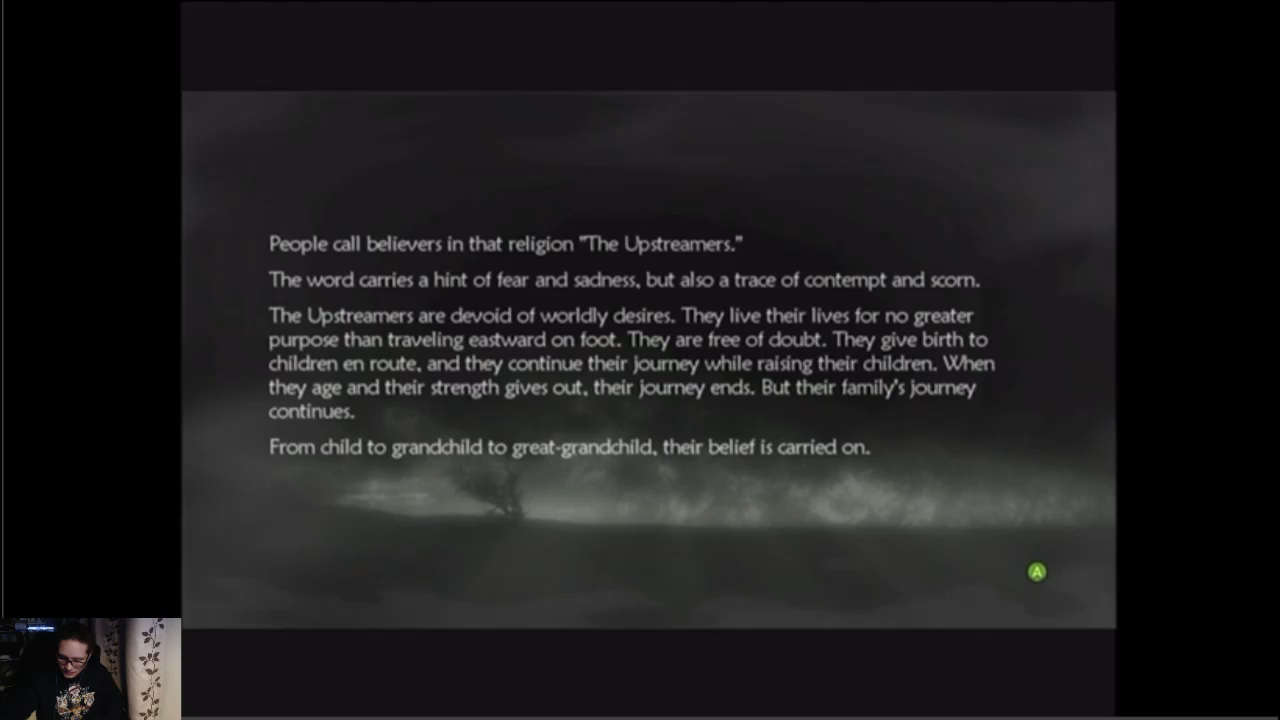 People call believers in that religion "The Upstreamers."
The word carries a hint of fear and sadness, but also a trace of contempt and scorn.
The Upstreamers are devoid of worldly desires. They live their lives for no greater
purpose than traveling eastward on foot. They are free of doubt. They give birth to
children en route, and they continue their journey while raising their children. When
they age and their strength gives out, their journey ends. But their family's journey
continues.
From child to grandchild to great-grandchild, their belief is carried on.
A